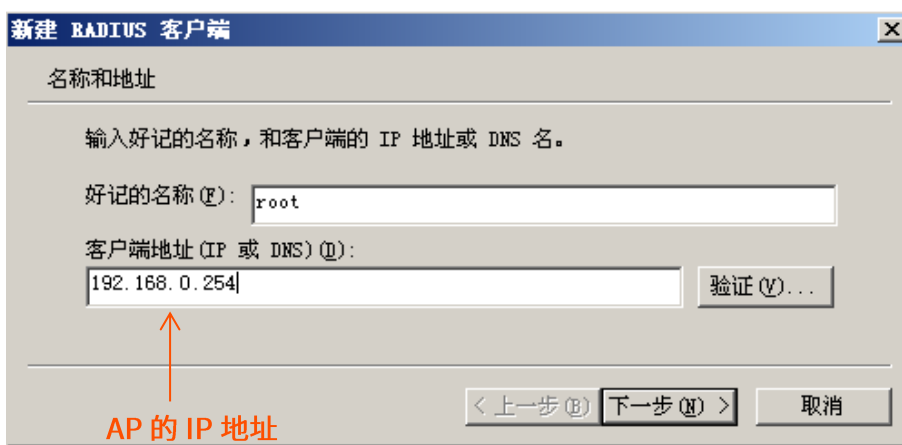 新建 RADIUS 客户端
名称和地址
输入好记的名称，和客户端的 IP 地址或 DNS 名。
好记的名称(F): root
客户端地址(IP 或 DNS)(D):
192.168.0.254 验证(V)...
< 上一步(B) 下一步(N) > 取消
AP 的 IP 地址